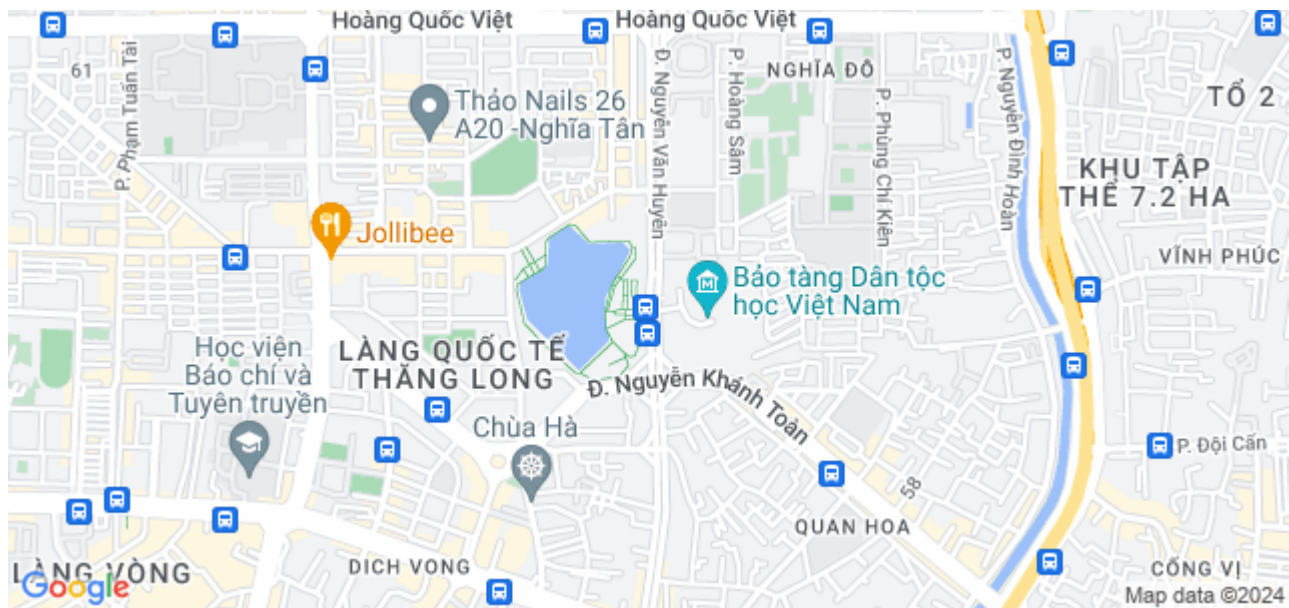 Hoàng Quốc Việt
Hoàng Quốc Việt
61
P. Phạm Tuấn Tài
Thảo Nails 26
A20 -Nghĩa Tân
Đ. Nguyễn Văn Huyên
P. Hoàng Sâm
NGHĨA ĐÔ
P. Phùng Chí Kiên
P. Nguyễn Đình Hoàn
TỔ 2
KHU TẬP
THỂ 7.2 HA
VĨNH PHÚC
Jollibee
Bảo tàng Dân tộc
học Việt Nam
Học viện
Báo chí và
Tuyên truyền
LÀNG QUỐC TẾ
THĂNG LONG
Đ. Nguyễn Khánh Toàn
Chùa Hà
P. Đội Cấn
58
QUAN HOA
DICH VONG
LÀNG VÒNG
CỐNG VỊ
Google
Map data ©2024